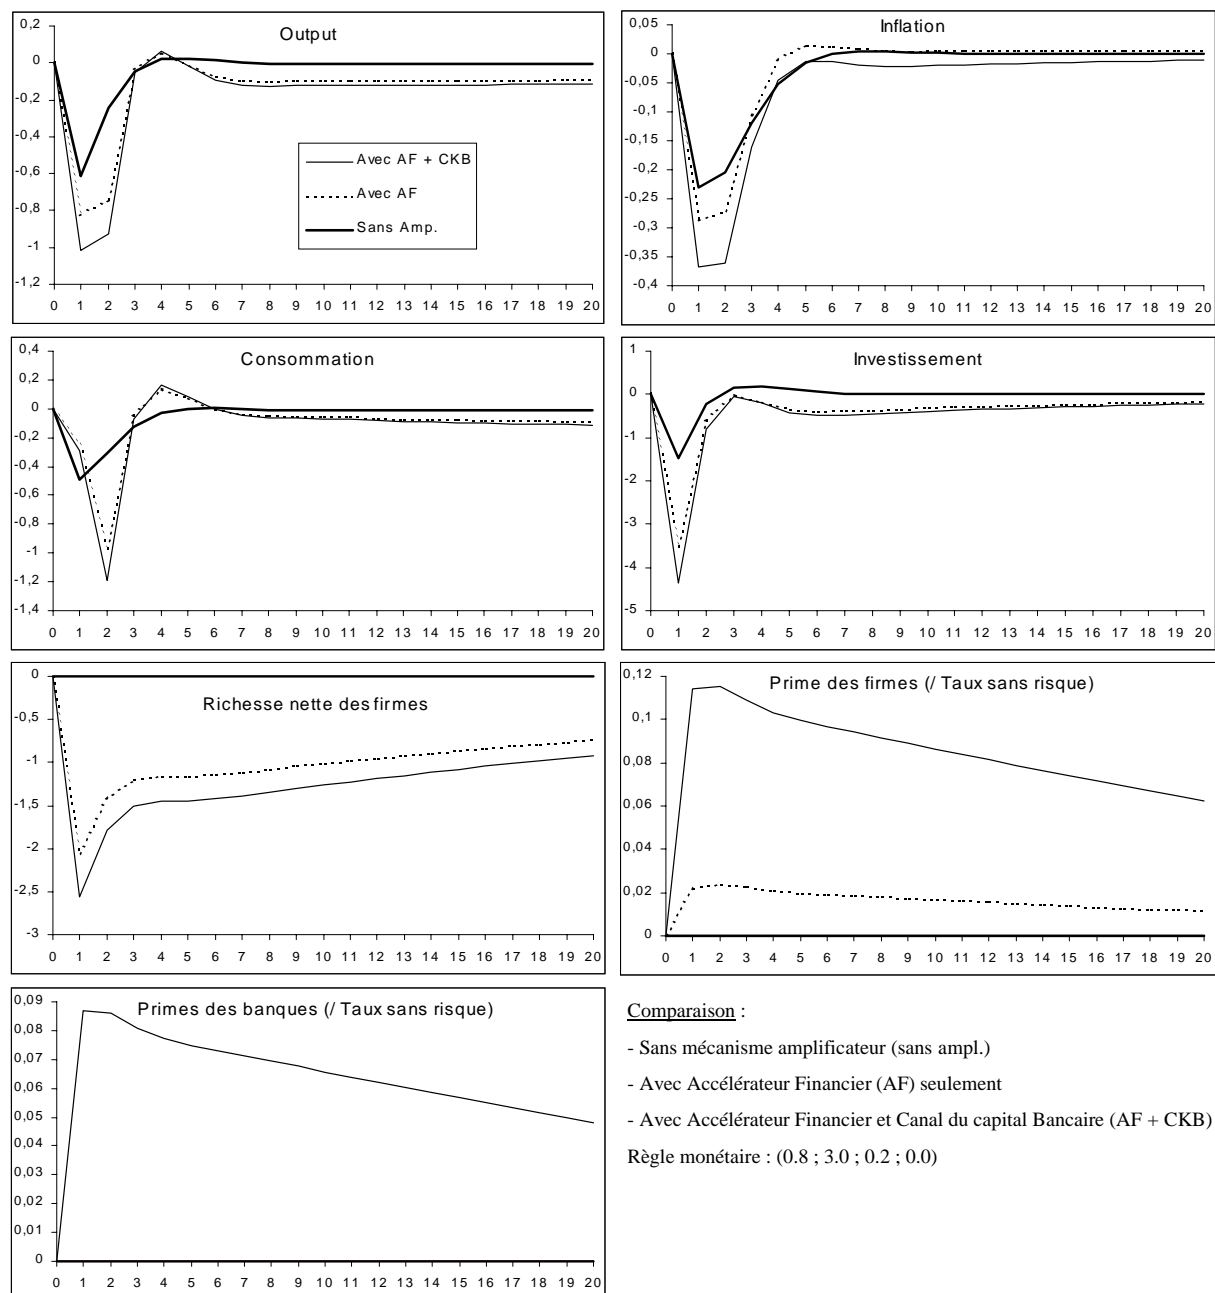 Output
0,2
0
-0,2
-0,4
-0,6
-0,8
-1
-1,2
Avec AF + CKB
Avec AF
Sans Amp.
0 1 2 3 4 5 6 7 8 9 10 11 12 13 14 15 16 17 18 19 20
Inflation
0,05
0
-0,05
-0,1
-0,15
-0,2
-0,25
-0,3
-0,35
-0,4
0 1 2 3 4 5 6 7 8 9 10 11 12 13 14 15 16 17 18 19 20
Consommation
0,4
0,2
0
-0,2
-0,4
-0,6
-0,8
-1
-1,2
-1,4
0 1 2 3 4 5 6 7 8 9 10 11 12 13 14 15 16 17 18 19 20
Investissement
1
0
-1
-2
-3
-4
-5
0 1 2 3 4 5 6 7 8 9 10 11 12 13 14 15 16 17 18 19 20
Richesse nette des firmes
0
-0,5
-1
-1,5
-2
-2,5
-3
0 1 2 3 4 5 6 7 8 9 10 11 12 13 14 15 16 17 18 19 20
Prime des firmes (/ Taux sans risque)
0,12
0,1
0,08
0,06
0,04
0,02
0
0 1 2 3 4 5 6 7 8 9 10 11 12 13 14 15 16 17 18 19 20
Primes des banques (/ Taux sans risque)
0,09
0,08
0,07
0,06
0,05
0,04
0,03
0,02
0,01
0
0 1 2 3 4 5 6 7 8 9 10 11 12 13 14 15 16 17 18 19 20
Comparaison :
- Sans mécanisme amplificateur (sans ampl.)
- Avec Accélérateur Financier (AF) seulement
- Avec Accélérateur Financier et Canal du capital Bancaire (AF + CKB)
Règle monétaire : (0.8 ; 3.0 ; 0.2 ; 0.0)